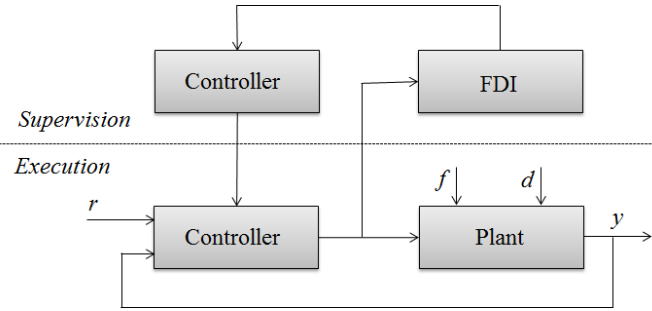 Controller
FDI
Supervision
Execution
f
d
r
y
Controller
Plant